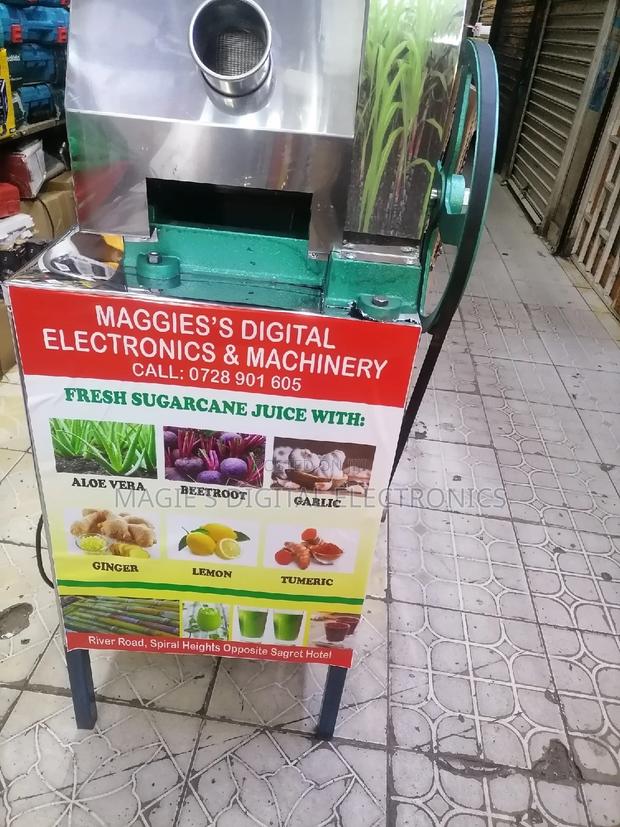 MAGGIES'S DIGITAL
ELECTRONICS & MACHINERY
CALL: 0728 901 605
FRESH SUGARCANE JUICE WITH:
ALOE VERA
BEETROOT
GARLIC
MAGIE'S DIGITAL ELECTRONICS
GINGER
LEMON
TUMERIC
River Road, Spiral Heights Opposite Sagret Hotel